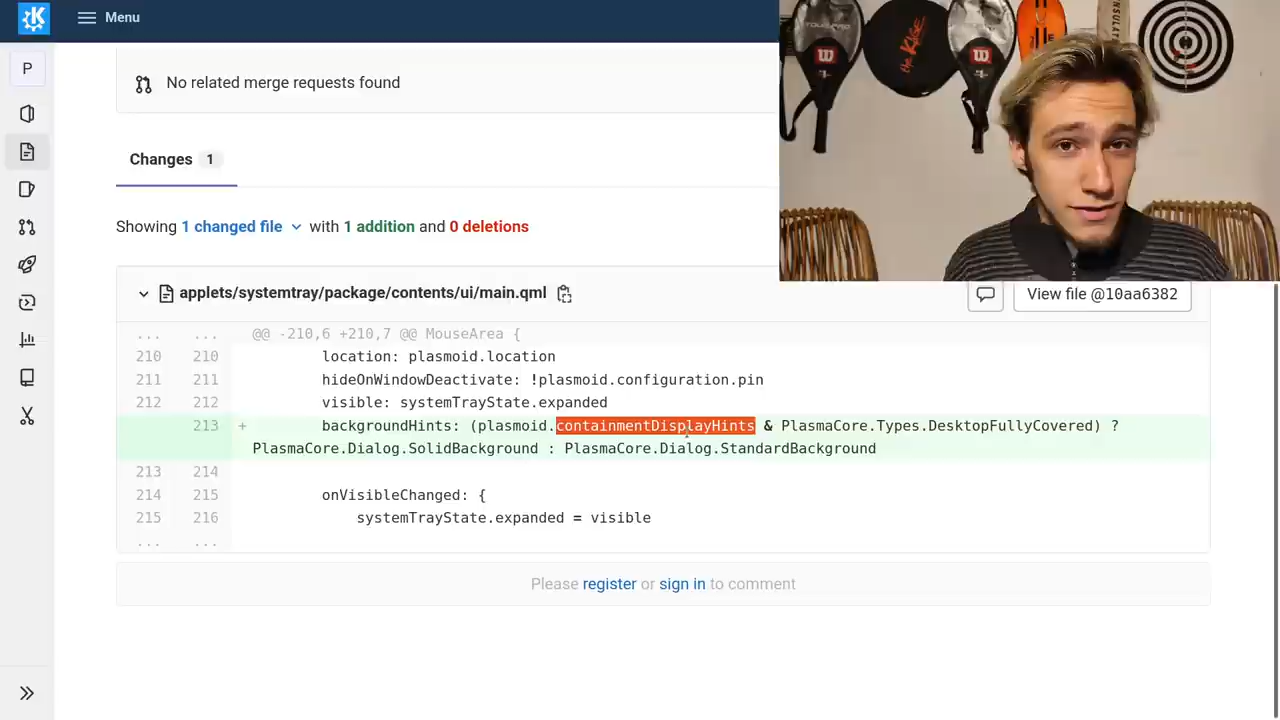 Menu
P
No related merge requests found
Changes 1
Showing 1 changed file with 1 addition and 0 deletions
applets/systemtray/package/contents/ui/main.qml
View file @10aa6382
... ... @@ -210,6 +210,7 @@ MouseArea {
210 210 location: plasmoid.location
211 211 hideOnWindowDeactivate: !plasmoid.configuration.pin
212 212 visible: systemTrayState.expanded
213 + backgroundHints: (plasmoid.containmentDisplayHints & PlasmaCore.Types.DesktopFullyCovered) ?
PlasmaCore.Dialog.SolidBackground : PlasmaCore.Dialog.StandardBackground
213 214
214 215 onVisibleChanged: {
215 216 systemTrayState.expanded = visible
... ...
Please register or sign in to comment